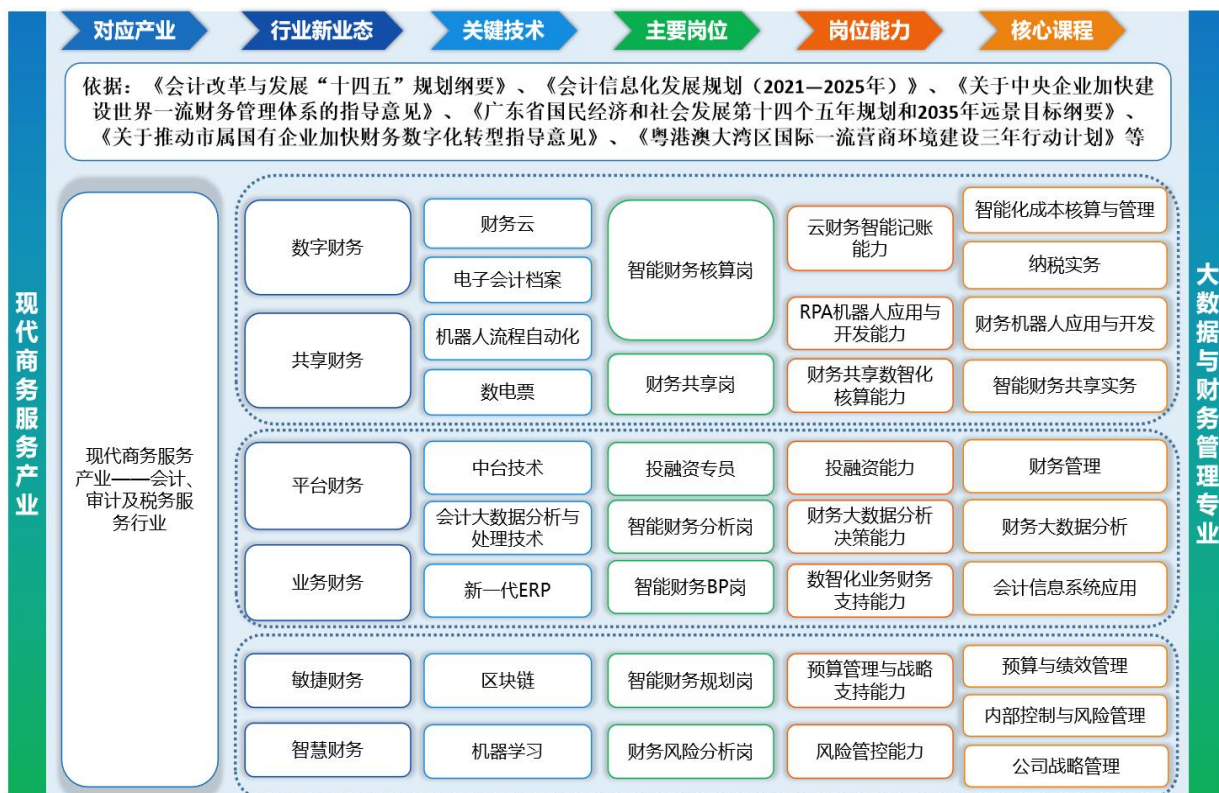 对应产业
行业新业态
关键技术
主要岗位
岗位能力
核心课程
依据：《会计改革与发展“十四五”规划纲要》、《会计信息化发展规划（2021—2025年）》、《关于中央企业加快建
设世界一流财务管理体系的指导意见》、《广东省国民经济和社会发展第十四个五年规划和2035年远景目标纲要》、
《关于推动市属国有企业加快财务数字化转型指导意见》、《粤港澳大湾区国际一流营商环境建设三年行动计划》等
现代商务服务产业
现代商务服务
产业——会计、
审计及税务服
务行业
数字财务
共享财务
财务云
电子会计档案
机器人流程自动化
数电票
智能财务核算岗
财务共享岗
云财务智能记账
能力
RPA机器人应用与
开发能力
财务共享数智化
核算能力
智能化成本核算与管理
纳税实务
财务机器人应用与开发
智能财务共享实务
平台财务
业务财务
中台技术
会计大数据分析与
处理技术
新一代ERP
投融资专员
智能财务分析岗
智能财务BP岗
投融资能力
财务大数据分析
决策能力
数智化业务财务
支持能力
财务管理
财务大数据分析
会计信息系统应用
敏捷财务
智慧财务
区块链
机器学习
智能财务规划岗
财务风险分析岗
预算管理与战略
支持能力
风险管控能力
预算与绩效管理
内部控制与风险管理
公司战略管理
大数据与财务管理专业